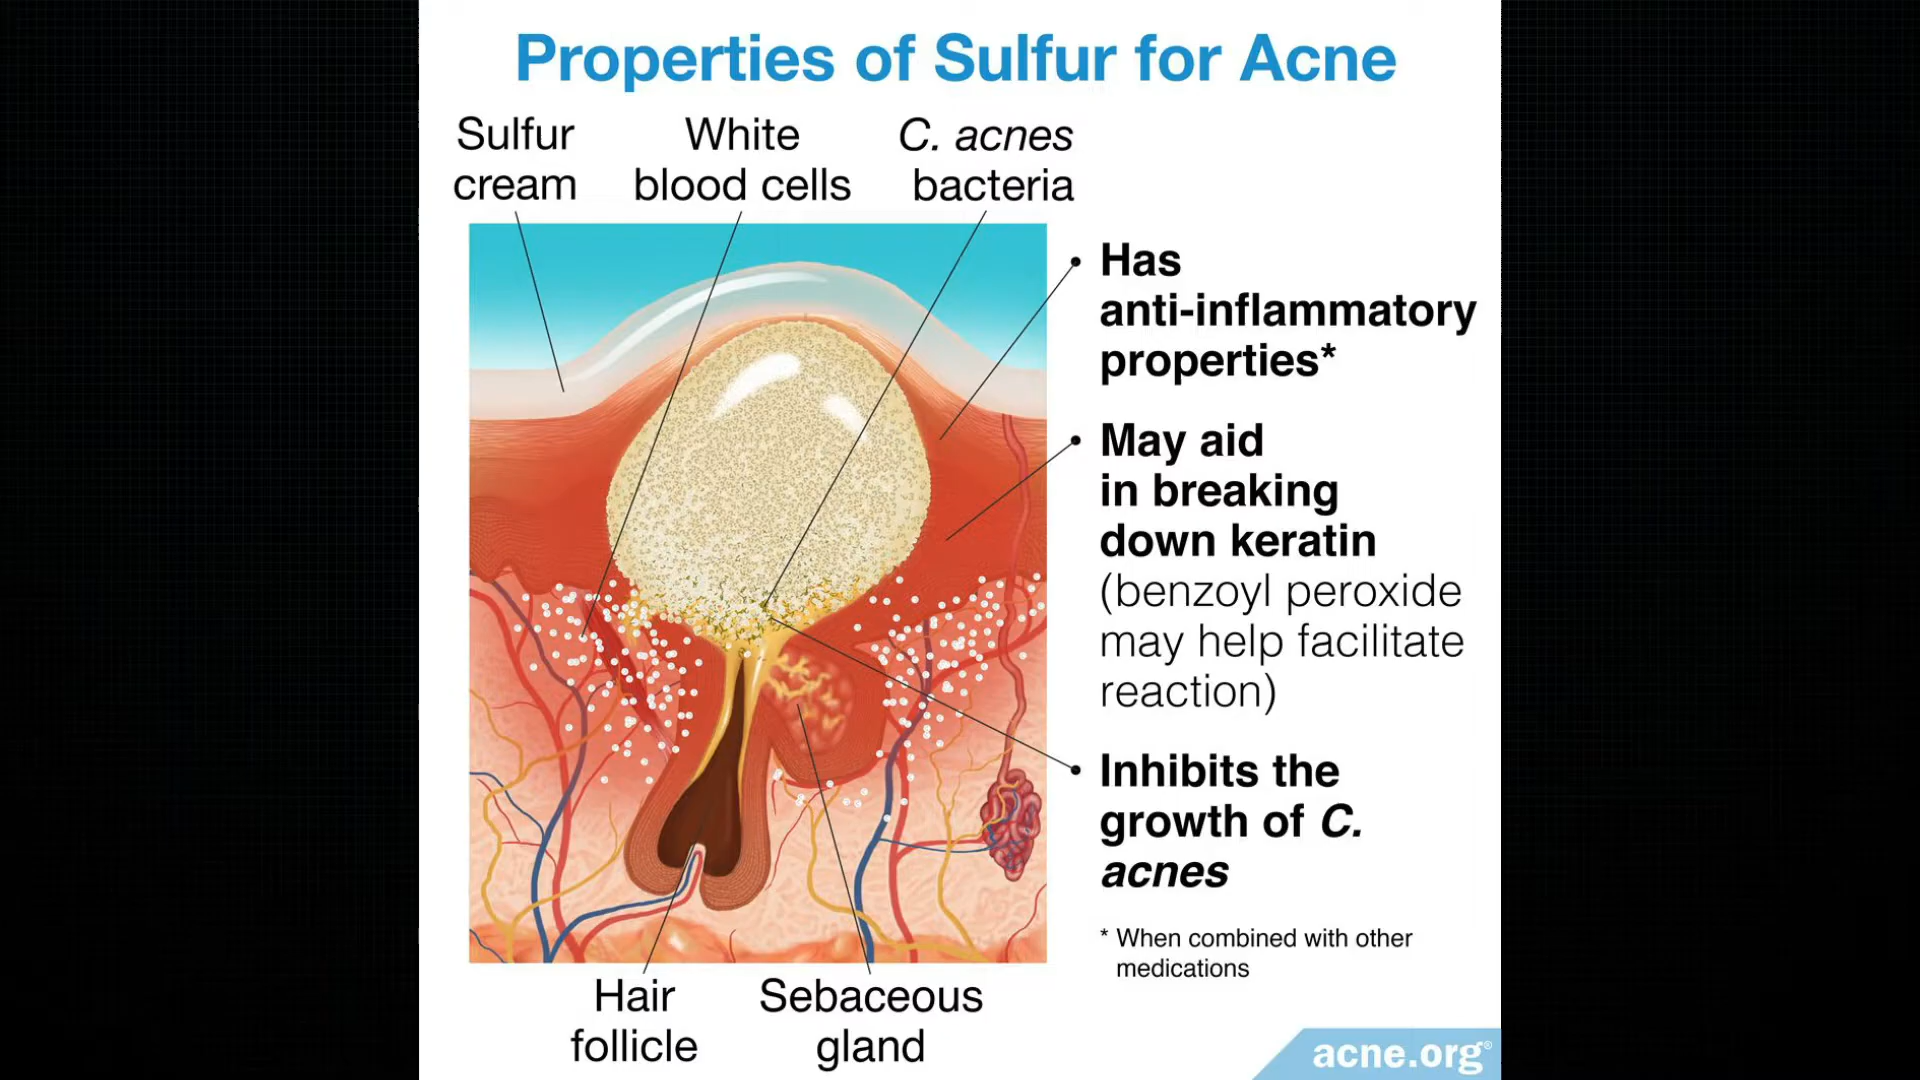 Properties of Sulfur for Acne
Sulfur
cream
White
blood cells
C. acnes
bacteria
• Has
anti-inflammatory
properties*
• May aid
in breaking
down keratin
(benzoyl peroxide
may help facilitate
reaction)
• Inhibits the
growth of C.
acnes
* When combined with other
medications
Hair
follicle
Sebaceous
gland
acne.org®